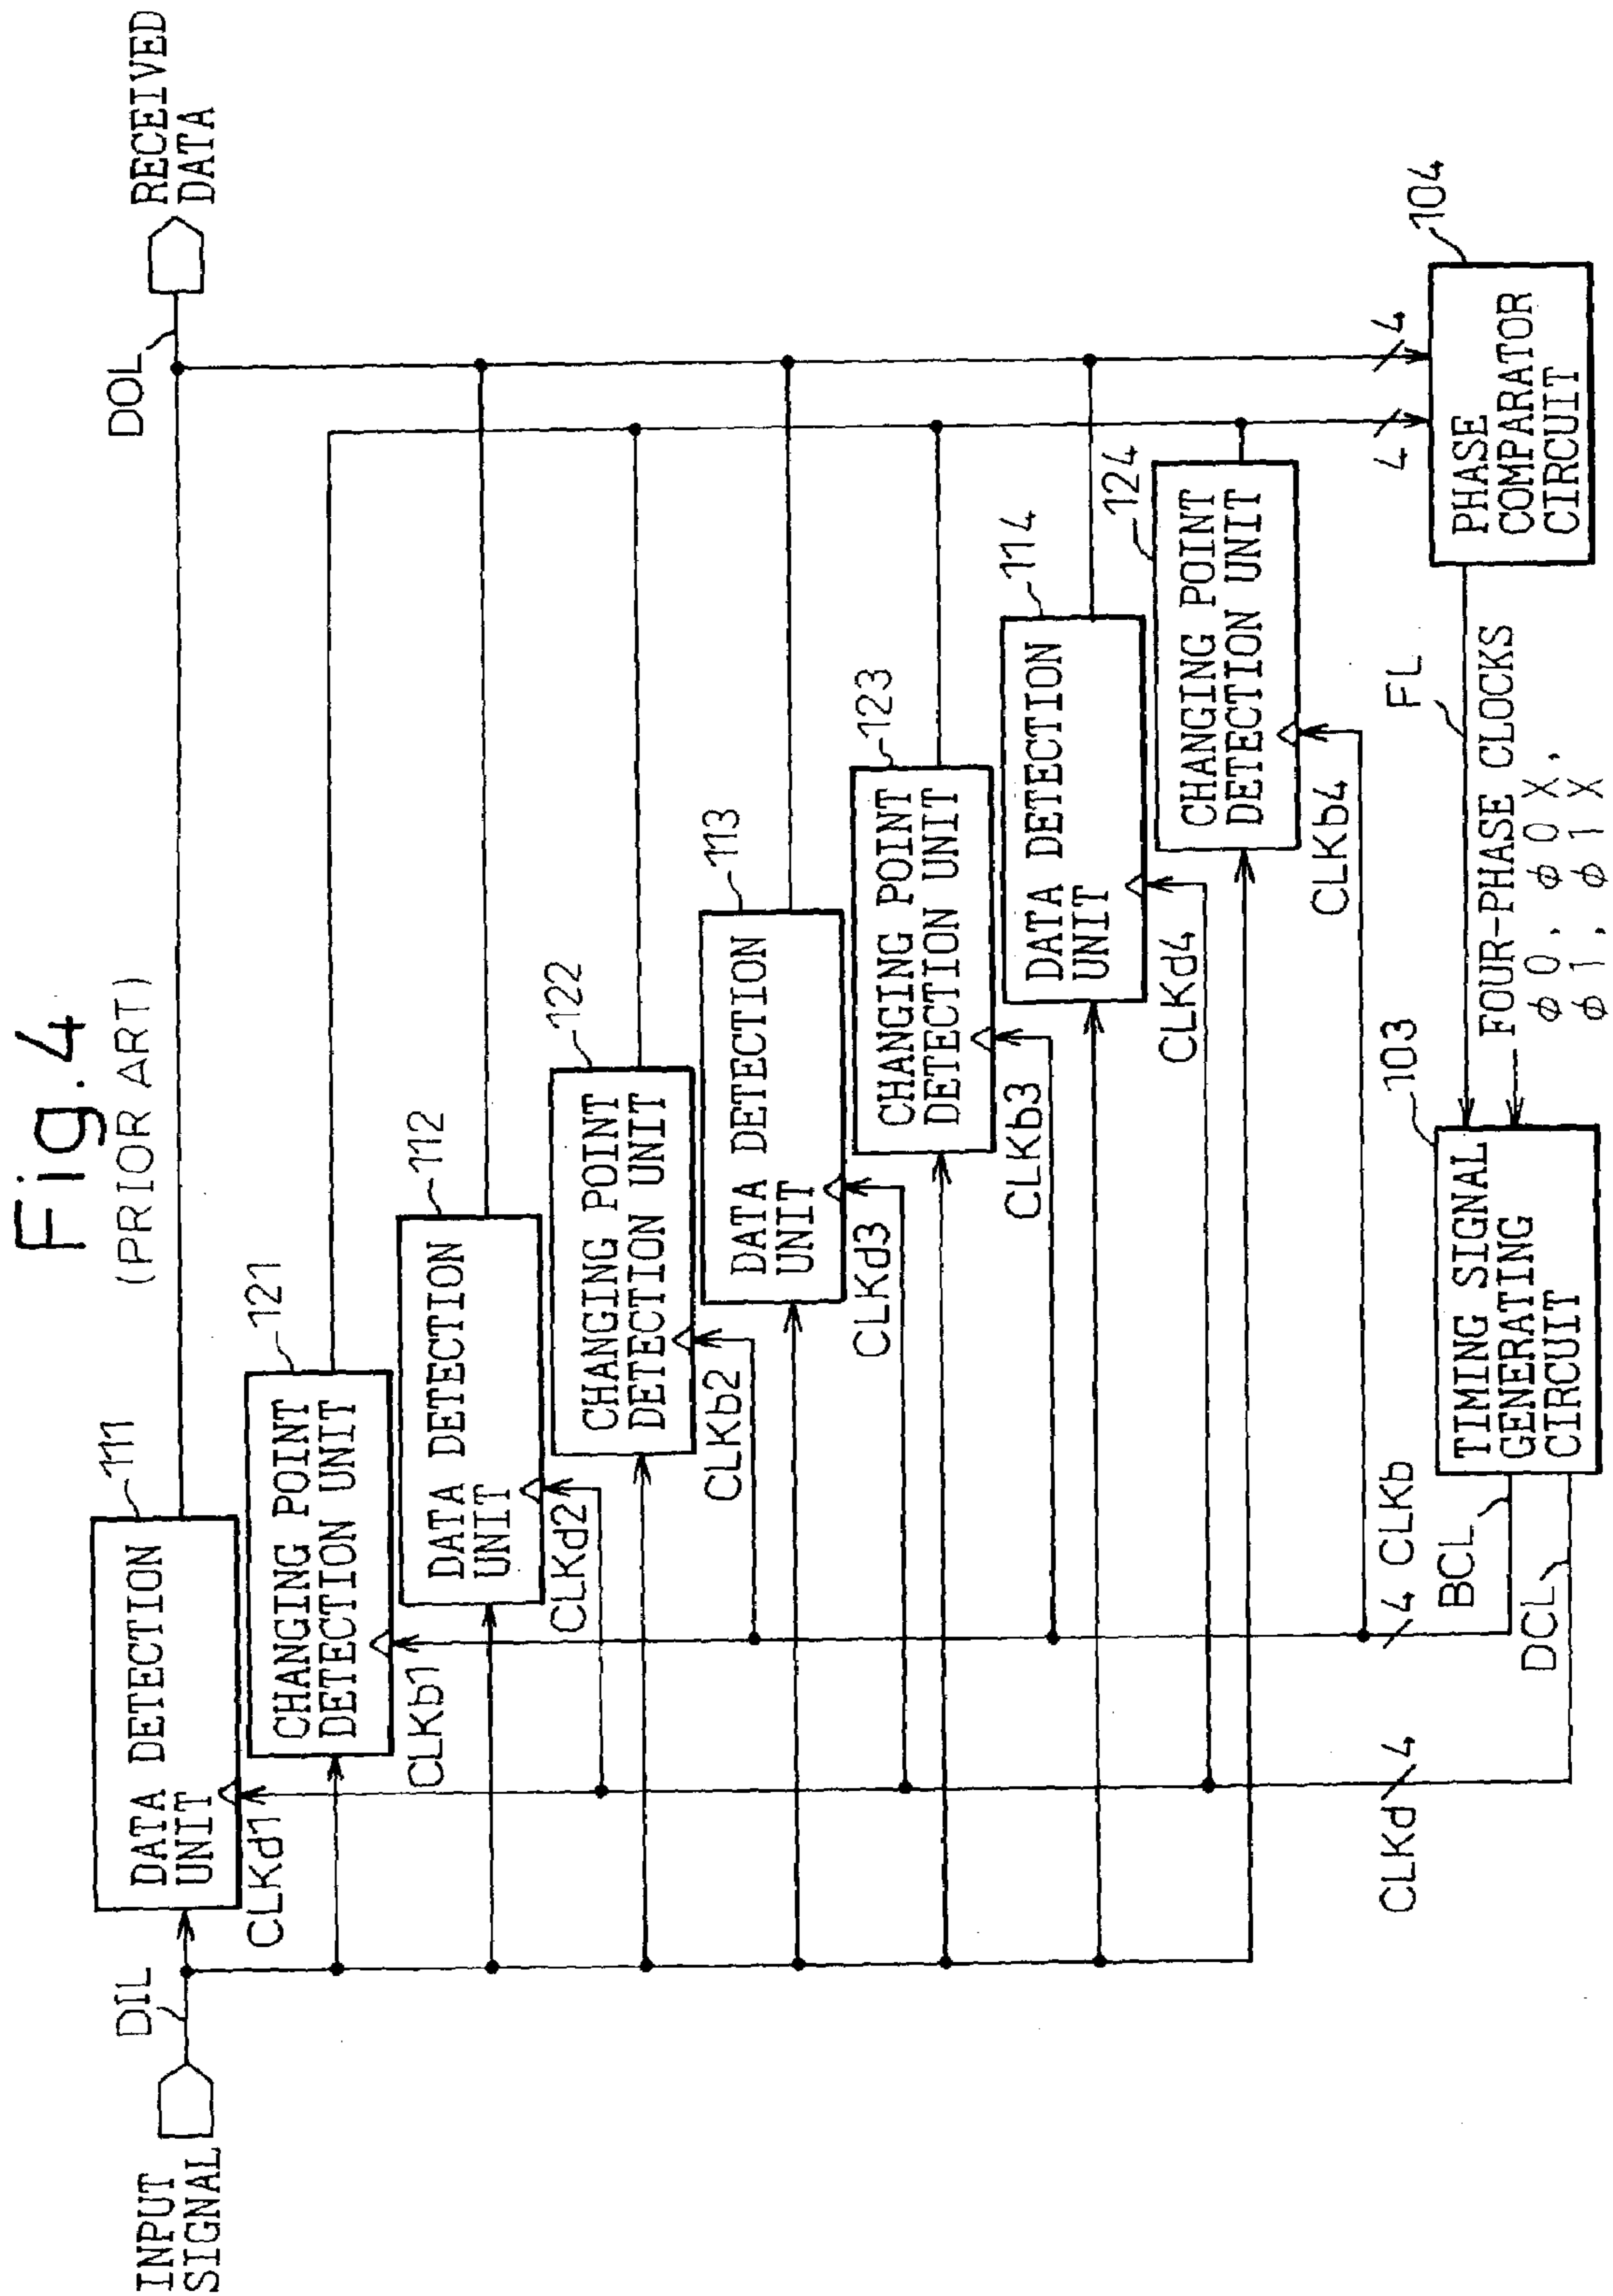 Fig.4
(PRIOR ART)
INPUT
SIGNAL
DIL
DATA DETECTION
UNIT
111
CLKd1
DOL
RECEIVED
DATA
CHANGING POINT
DETECTION UNIT
121
CLKb1
DATA DETECTION
UNIT
112
CLKd2
CHANGING POINT
DETECTION UNIT
122
CLKb2
DATA DETECTION
UNIT
113
CLKd3
CHANGING POINT
DETECTION UNIT
123
CLKb3
DATA DETECTION
UNIT
114
CLKd4
CHANGING POINT
DETECTION UNIT
124
CLKb4
CLKd
4
4 CLKb
BCL
DCL
TIMING SIGNAL
GENERATING
CIRCUIT
103
FL
FOUR-PHASE CLOCKS
φ0, φ0X,
φ1, φ1X
4
4
PHASE
COMPARATOR
CIRCUIT
104